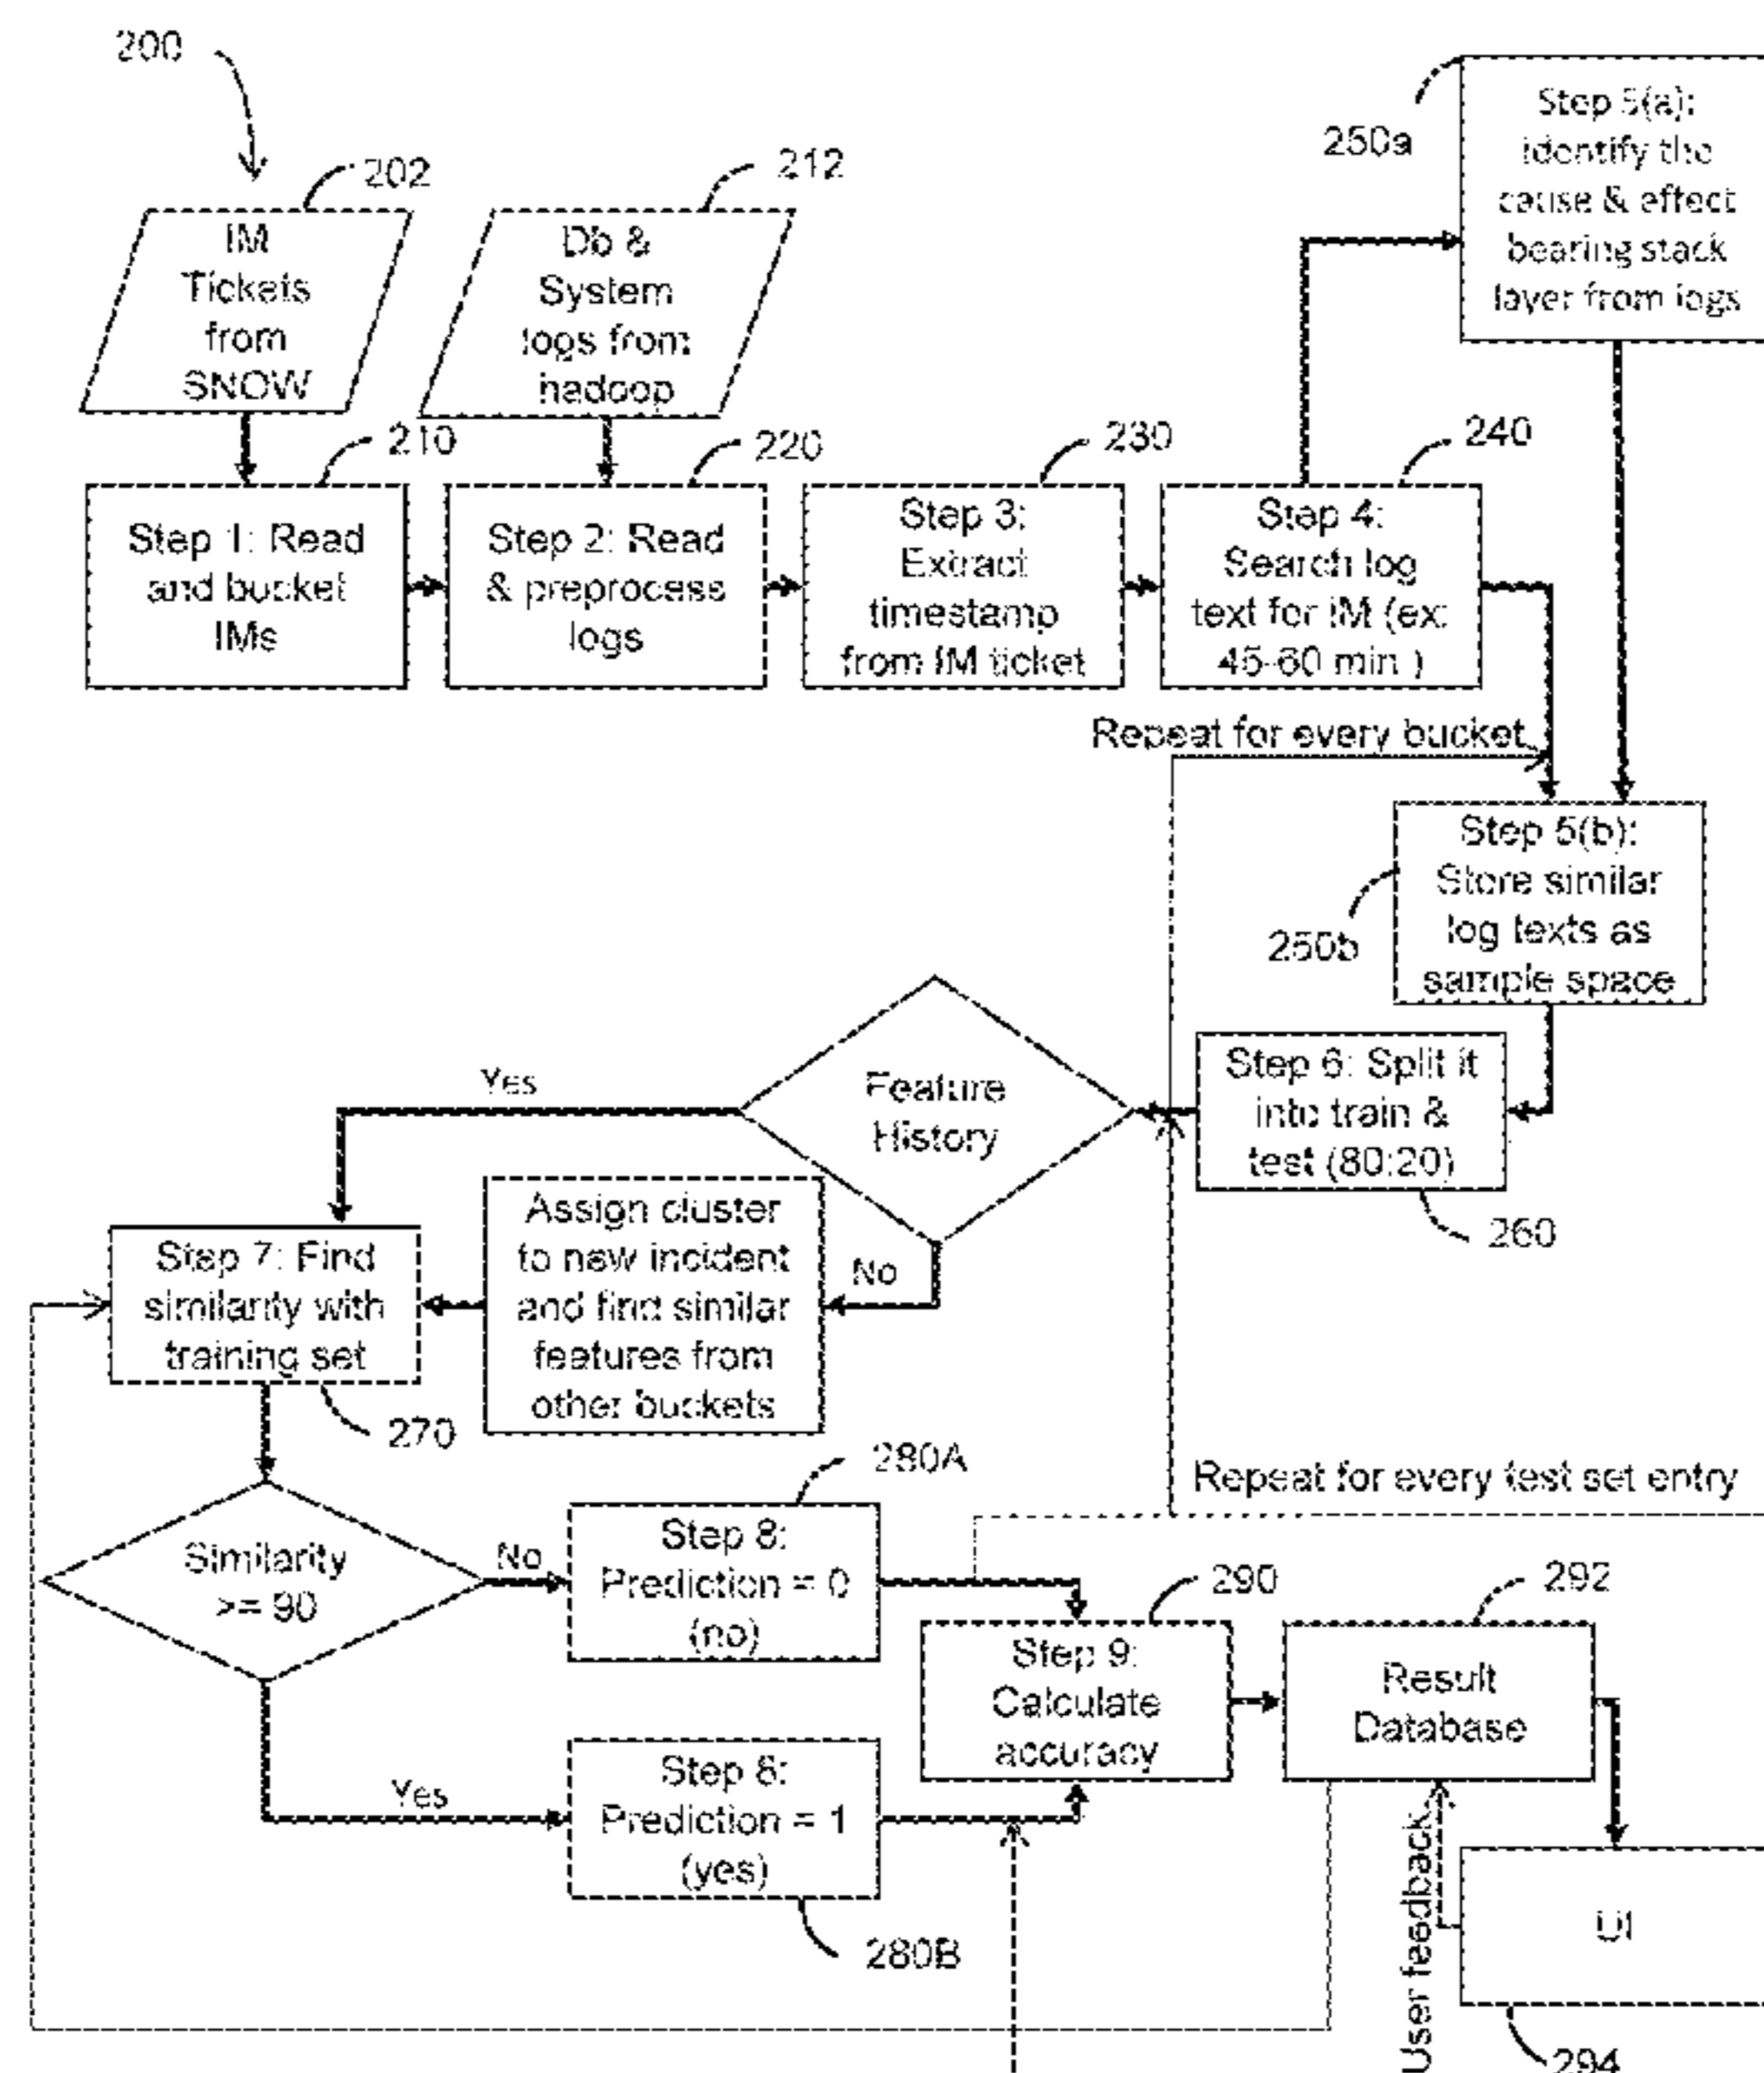 200
202
IM
Tickets
from
SNOW
212
Db &
System
logs from
hadoop
250a
Step 5(a):
identify the
cause & effect
bearing stack
layer from logs
210
Step 1: Read
and bucket
IMs
220
Step 2: Read
& preprocess
logs
230
Step 3:
Extract
timestamp
from IM ticket
240
Step 4:
Search log
text for IM (ex:
45-60 min )
Repeat for every bucket
Step 5(b):
Store similar
log texts as
sample space
250b
Feature
History
Yes
No
Step 6: Split it
into train &
test (80:20)
260
Assign cluster
to new incident
and find similar
features from
other buckets
Step 7: Find
similarity with
training set
270
Similarity
>= 90
No
Yes
280A
Step 8:
Prediction = 0
(no)
Repeat for every test set entry
290
Step 9:
Calculate
accuracy
292
Result
Database
Step 8:
Prediction = 1
(yes)
280B
User feedback
UI
294